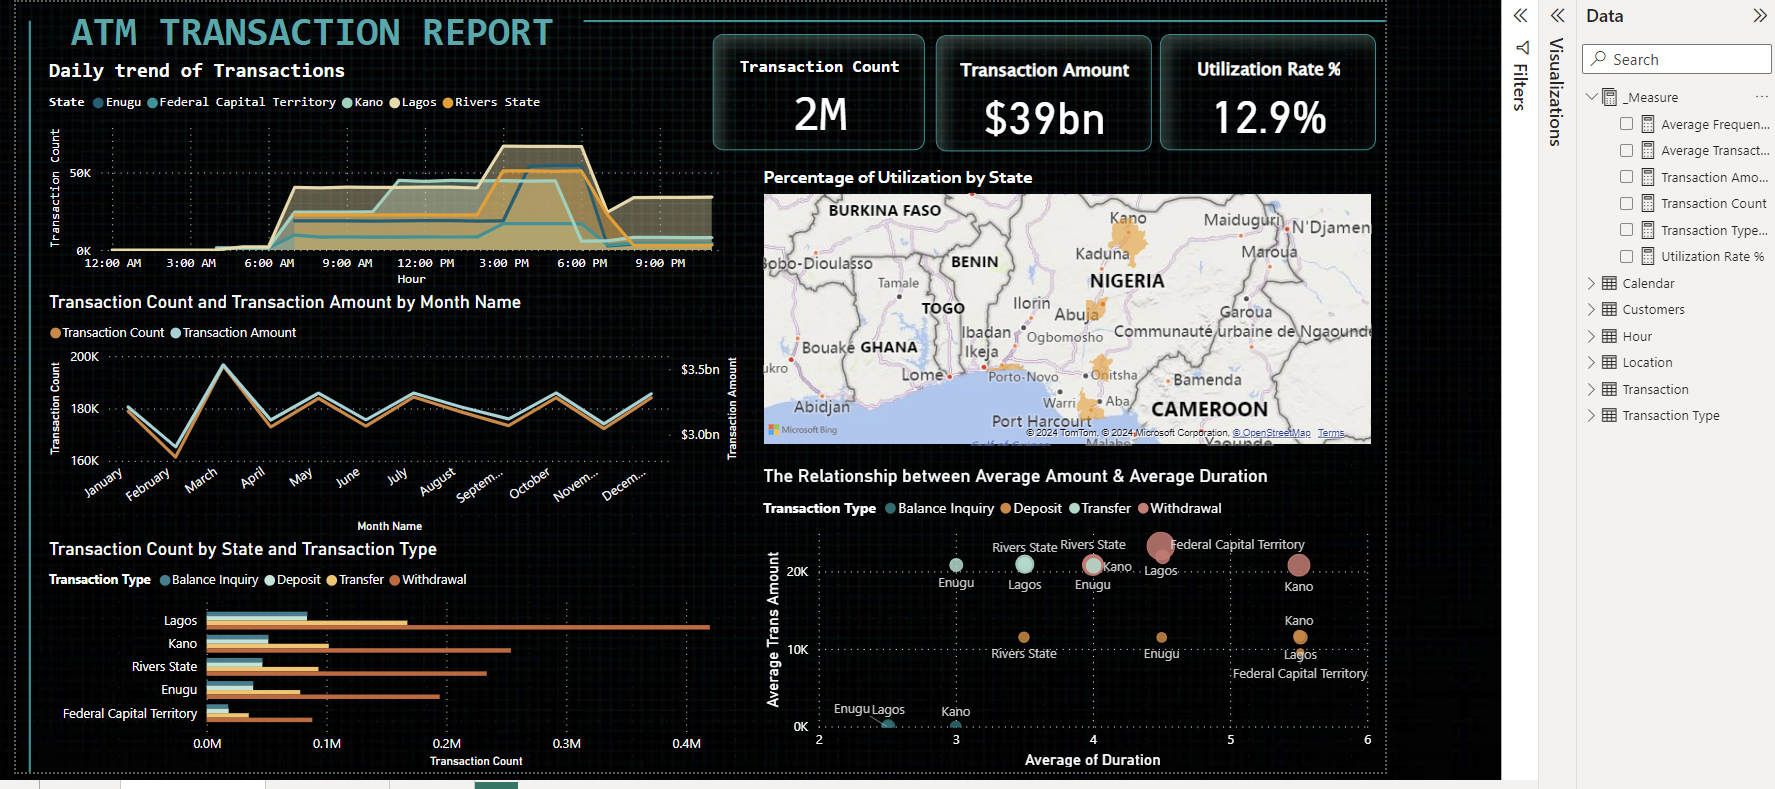 ATM TRANSACTION REPORT
Daily trend of Transactions
State Enugu Federal Capital Territory Kano Lagos Rivers State
Transaction Count
50K
0K
12:00 AM 3:00 AM 6:00 AM 9:00 AM 12:00 PM 3:00 PM 6:00 PM 9:00 PM
Hour
Transaction Count
2M
Transaction Amount
$39bn
Utilization Rate %
12.9%
Transaction Count and Transaction Amount by Month Name
Transaction Count Transaction Amount
Transaction Count
200K
180K
160K
$3.5bn
$3.0bn
Transaction Amount
January February March April May June July August Septem... October Novem... Decem...
Month Name
Transaction Count by State and Transaction Type
Transaction Type Balance Inquiry Deposit Transfer Withdrawal
Lagos
Kano
Rivers State
Enugu
Federal Capital Territory
0.0M 0.1M 0.2M 0.3M 0.4M
Transaction Count
Percentage of Utilization by State
BURKINA FASO
Kano
Maiduguri
N'Djamen
Bobo-Dioulasso
BENIN
Kaduna
Maroua
Tamale
NIGERIA
TOGO
Ilorin
Abuja
Garoua
Ibadan
Ogbomosho
Communauté urbaine de Ngaounde
Bouake
GHANA
Ikeja
ukro
Lome
Porto-Novo
Onitsha
Bamenda
Abidjan
Warri
Aba
CAMEROON
Port Harcourt
Microsoft Bing
© 2024 TomTom, © 2024 Microsoft Corporation, © OpenStreetMap Terms
Malabo
Yaounde
The Relationship between Average Amount & Average Duration
Transaction Type Balance Inquiry Deposit Transfer Withdrawal
Average Trans Amount
20K
10K
0K
Rivers State Rivers State Federal Capital Territory
Enugu Lagos Enugu Kano Lagos Kano
Kano
Rivers State Enugu Lagos
Federal Capital Territory
Enugu Lagos Kano
2 3 4 5 6
Average of Duration
Filters
Visualizations
Data
Search
_Measure ...
Average Frequen...
Average Transact...
Transaction Amo...
Transaction Count
Transaction Type...
Utilization Rate %
Calendar
Customers
Hour
Location
Transaction
Transaction Type